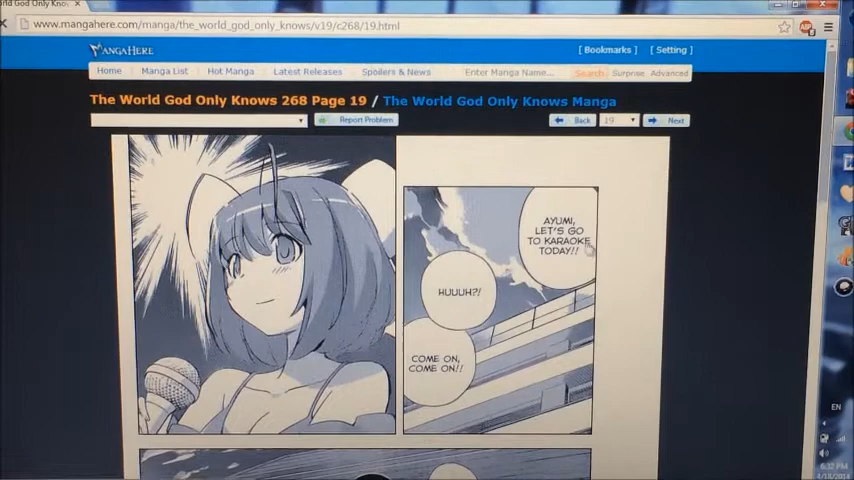 d God Only Knows
www.mangahere.com/manga/the_world_god_only_knows/v19/c268/19.html
MANGAHERE
[ Bookmarks ] [ Setting ]
Home Manga List Hot Manga Latest Releases Spoilers & News Enter Manga Name... Search Surprise Advanced
The World God Only Knows 268 Page 19 / The World God Only Knows Manga
Report Problem Back 19 Next
AYUMI,
LET'S GO
TO KARAOKE
TODAY!!
HUUUH?!
COME ON,
COME ON!!
EN
6:32 PM